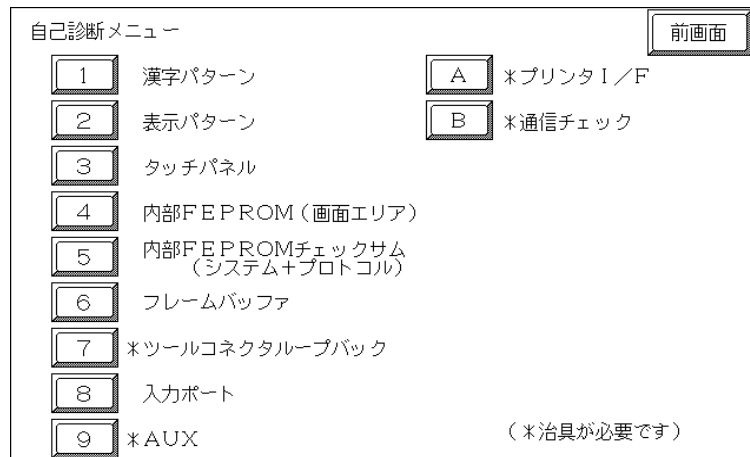 自己診断メニュー
前画面
1 漢字パターン
A *プリンタI/F
2 表示パターン
B *通信チェック
3 タッチパネル
4 内部FEPROM(画面エリア)
5 内部FEPROMチェックサム
(システム+プロトコル)
6 フレームバッファ
7 *ツールコネクタループバック
8 入力ポート
9 *AUX
(*治具が必要です)